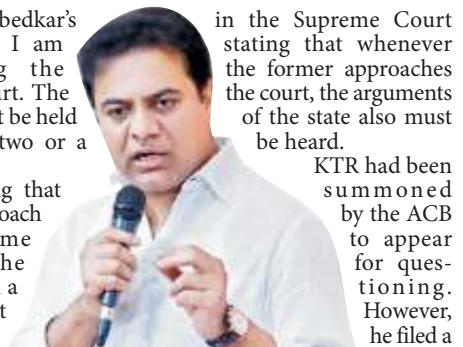 bedkar's
I am
g the
rt. The
t be held
two or a
g that
oach
me
he
a
t
in the Supreme Court
stating that whenever
the former approaches
the court, the arguments
of the state also must
be heard.
KTR had been
summoned
by the ACB
to appear
for ques-
tioning.
However,
he filed a